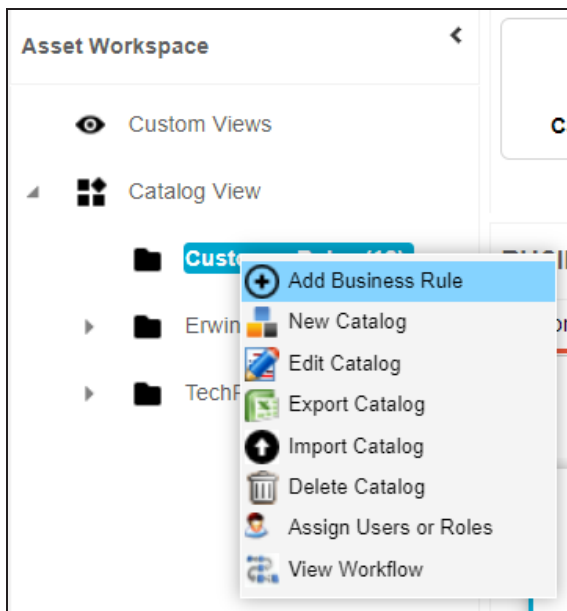 Asset Workspace
Custom Views
Catalog View
Add Business Rule
New Catalog
Erwin
Edit Catalog
Export Catalog
Import Catalog
Delete Catalog
Assign Users or Roles
View Workflow